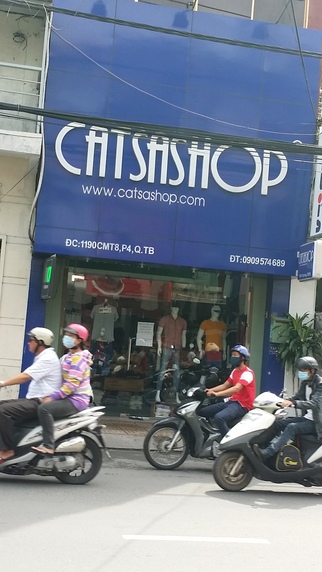 CATSASHOP
www.catsashop.com
ĐC:1190CMT8,P4,Q.TB
ĐT:0909574689